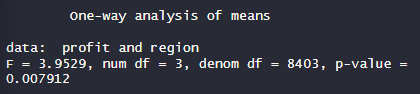 One-way analysis of means
data:  profit and region
F = 3.9529, num df = 3, denom df = 8403, p-value =
0.007912